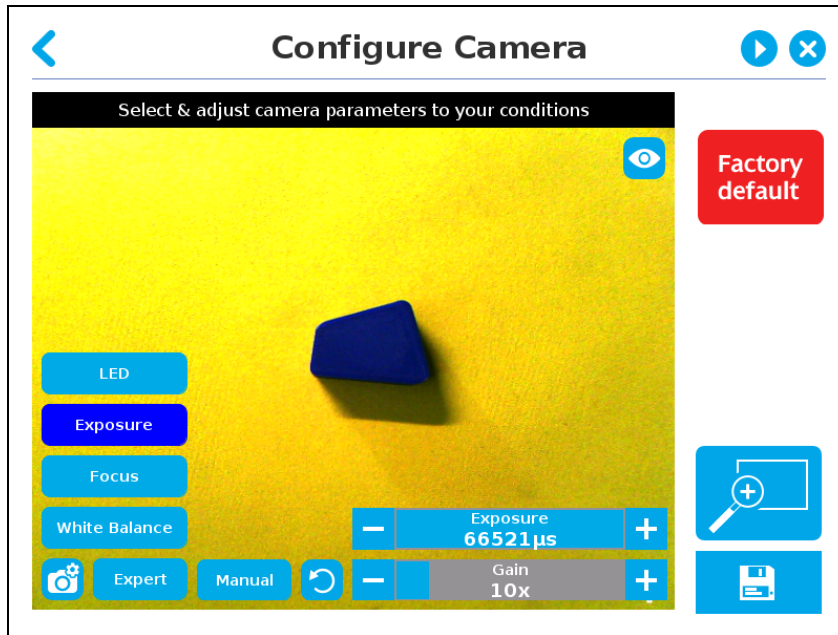 Configure Camera
Select & adjust camera parameters to your conditions
Factory
default
LED
Exposure
Focus
White Balance
Exposure
66521µs
Expert
Manual
Gain
10x